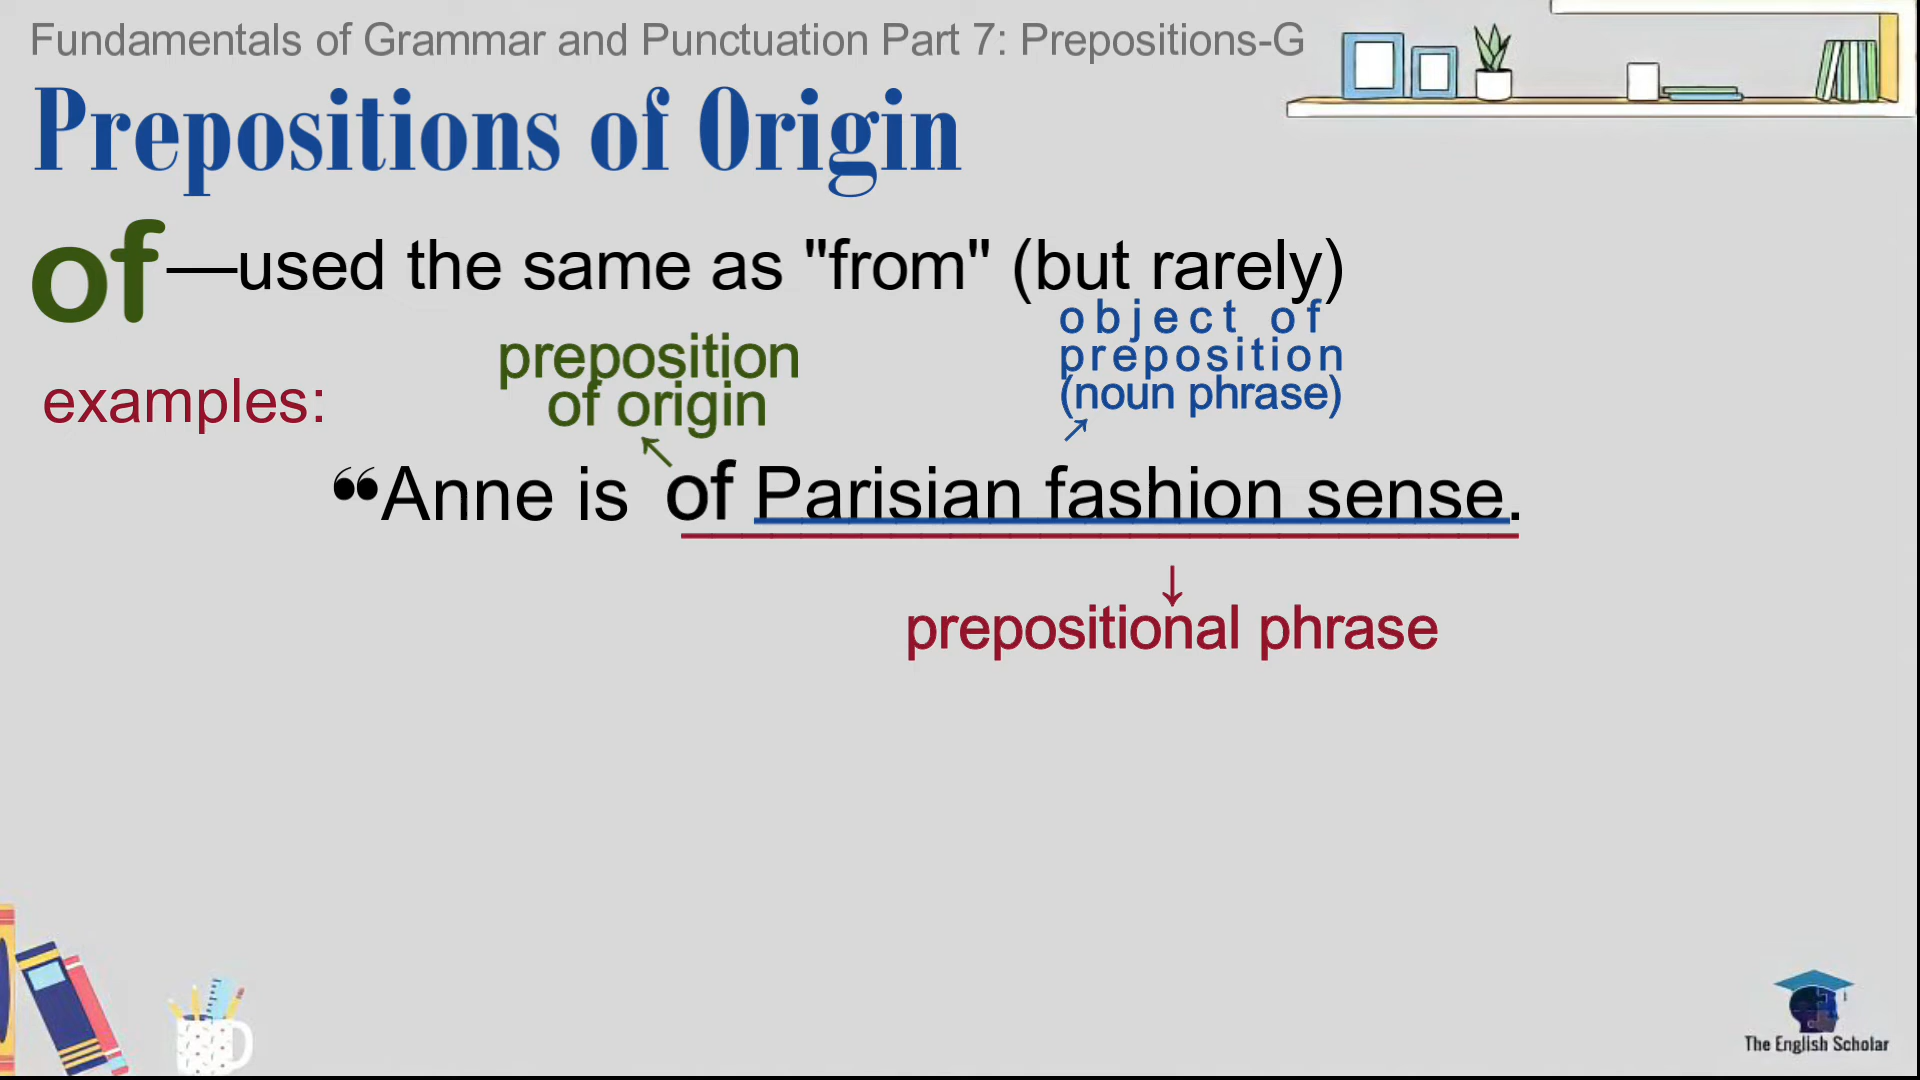 Fundamentals of Grammar and Punctuation Part 7: Prepositions-G
Prepositions of Origin
of—used the same as "from" (but rarely)
object of
preposition
(noun phrase)
preposition
of origin
examples:
“Anne is of Parisian fashion sense.
prepositional phrase
The English Scholar